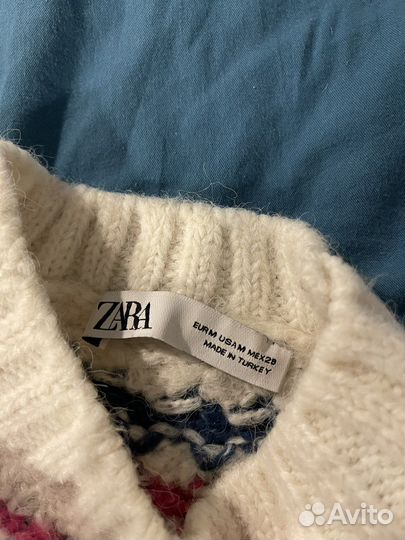 ZARA
EUR M USA M MEX 28
MADE IN TURKEY
Avito